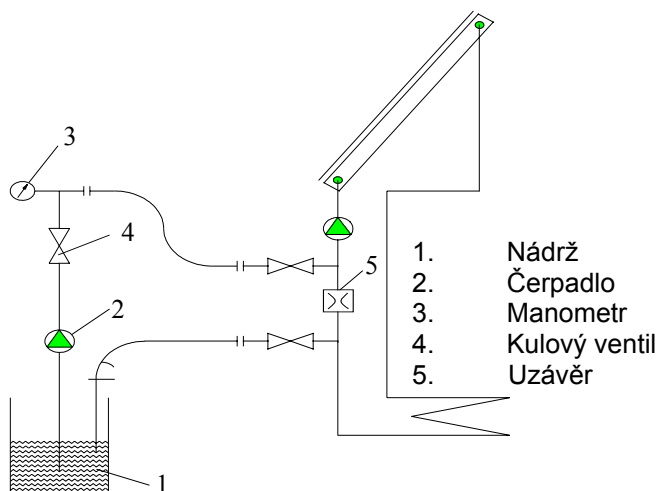 3
4
2
1
5
1. Nádrž
2. Čerpadlo
3. Manometr
4. Kulový ventil
5. Uzávěr